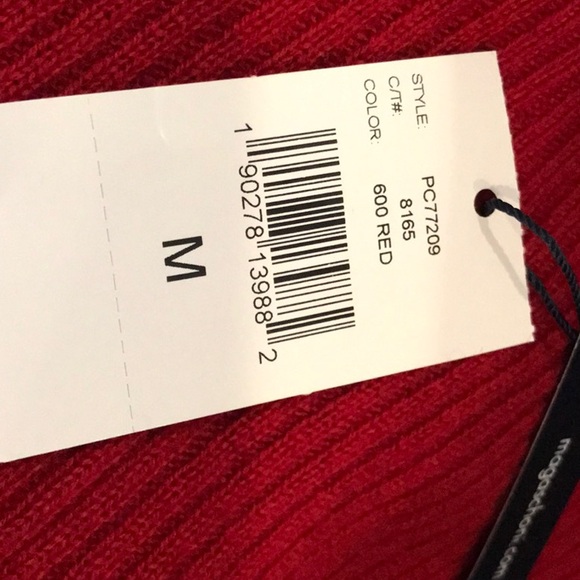 STYLE: PC77209
C/T#: 8165
COLOR: 600 RED
1 90278 13988 2
M